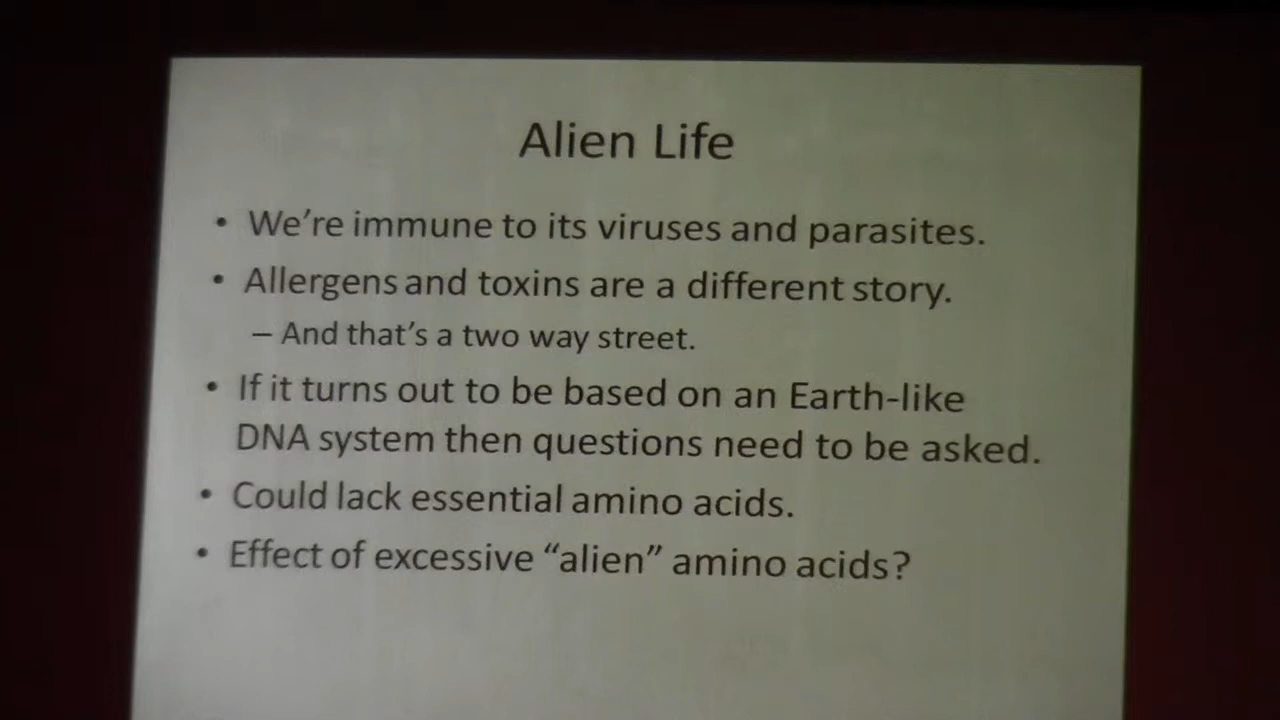 Alien Life
• We're immune to its viruses and parasites.
• Allergens and toxins are a different story.
– And that's a two way street.
• If it turns out to be based on an Earth-like
DNA system then questions need to be asked.
• Could lack essential amino acids.
• Effect of excessive “alien” amino acids?